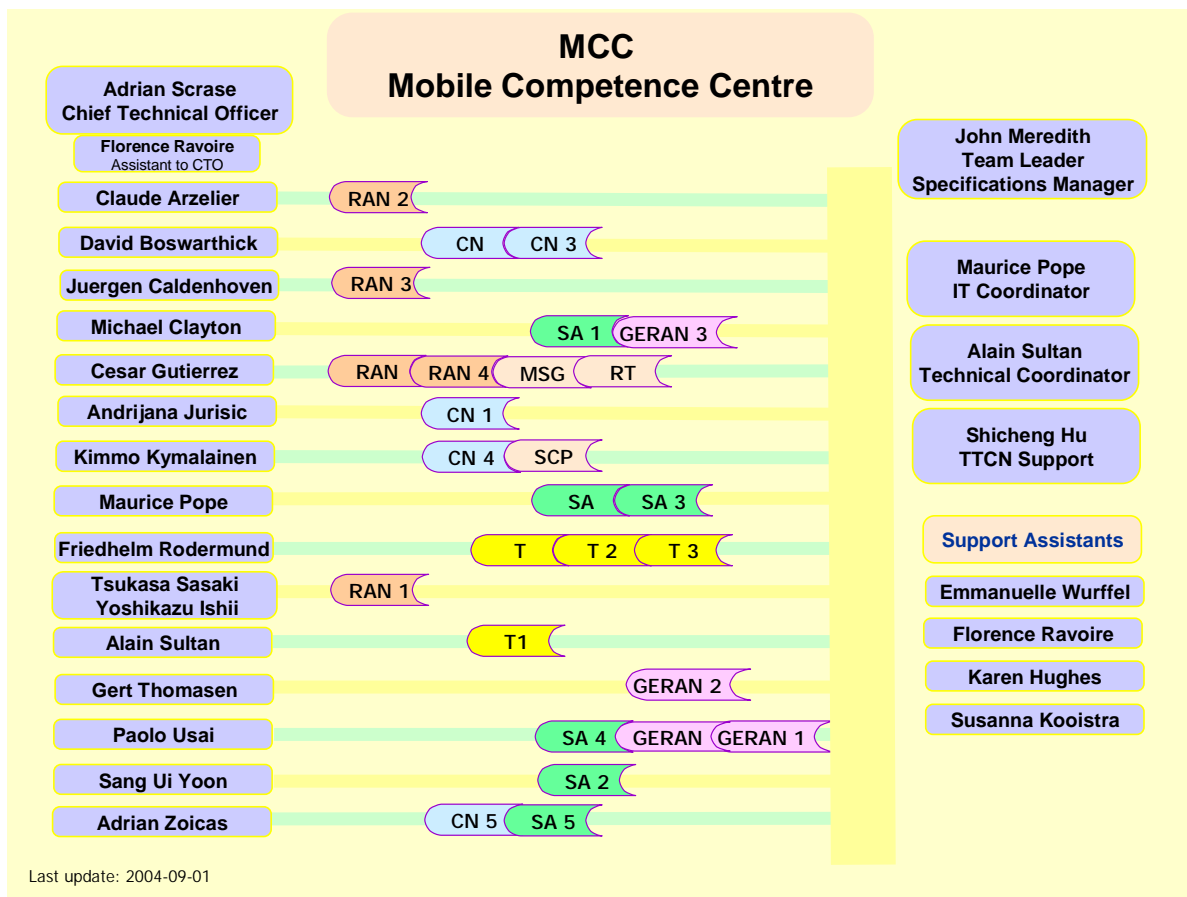 MCC
Mobile Competence Centre
Adrian Scrase
Chief Technical Officer
Florence Ravoire
Assistant to CTO
John Meredith
Team Leader
Specifications Manager
Claude Arzelier
RAN 2
David Boswarthick
CN
CN 3
Juergen Caldenhoven
RAN 3
Maurice Pope
IT Coordinator
Michael Clayton
SA 1
GERAN 3
Cesar Gutierrez
RAN
RAN 4
MSG
RT
Alain Sultan
Technical Coordinator
Andrijana Jurisic
CN 1
Kimmo Kymalainen
CN 4
SCP
Shicheng Hu
TTCN Support
Maurice Pope
SA
SA 3
Friedhelm Rodermund
T
T 2
T 3
Support Assistants
Tsukasa Sasaki
Yoshikazu Ishii
RAN 1
Emmanuelle Wurffel
Alain Sultan
T1
Florence Ravoire
Gert Thomasen
GERAN 2
Karen Hughes
Paolo Usai
SA 4
GERAN
GERAN 1
Susanna Kooistra
Sang Ui Yoon
SA 2
Adrian Zoicas
CN 5
SA 5
Last update: 2004-09-01